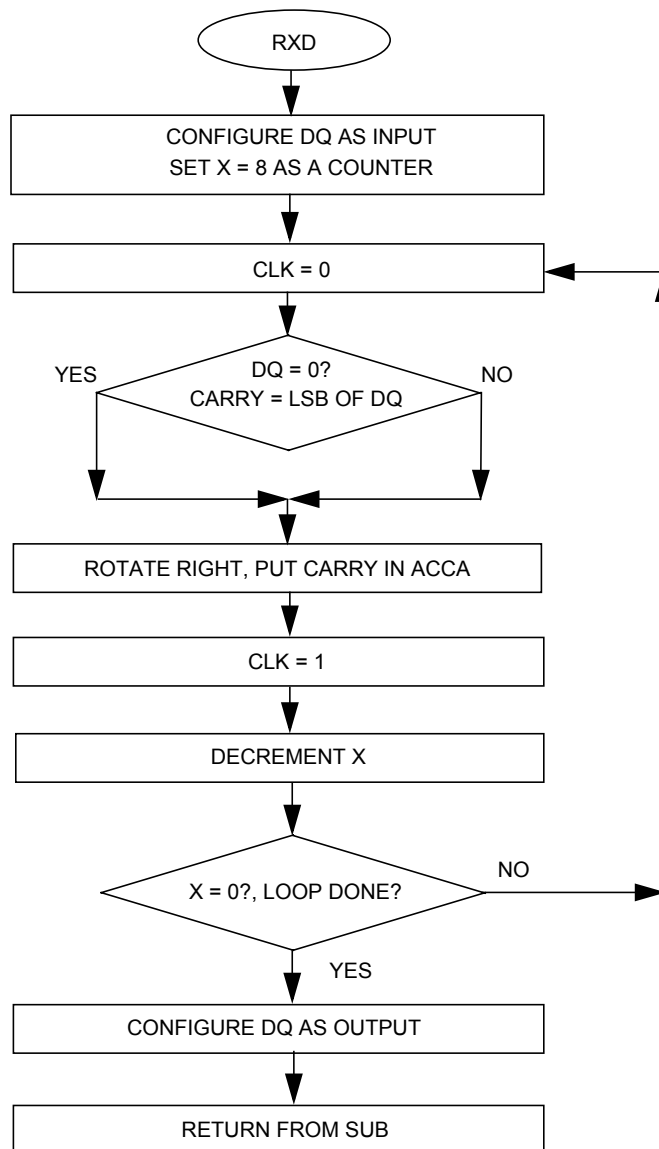 RXD
CONFIGURE DQ AS INPUT
SET X = 8 AS A COUNTER
CLK = 0
YES
DQ = 0?
NO
CARRY = LSB OF DQ
ROTATE RIGHT, PUT CARRY IN ACCA
CLK = 1
DECREMENT X
X = 0?, LOOP DONE?
NO
YES
CONFIGURE DQ AS OUTPUT
RETURN FROM SUB